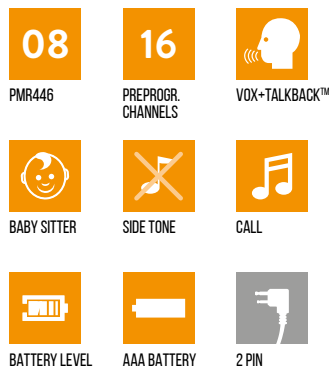 08
16
PMR446
PREPROGR.
CHANNELS
VOX+TALKBACK™
BABY SITTER
SIDE TONE
CALL
BATTERY LEVEL
AAA BATTERY
2 PIN